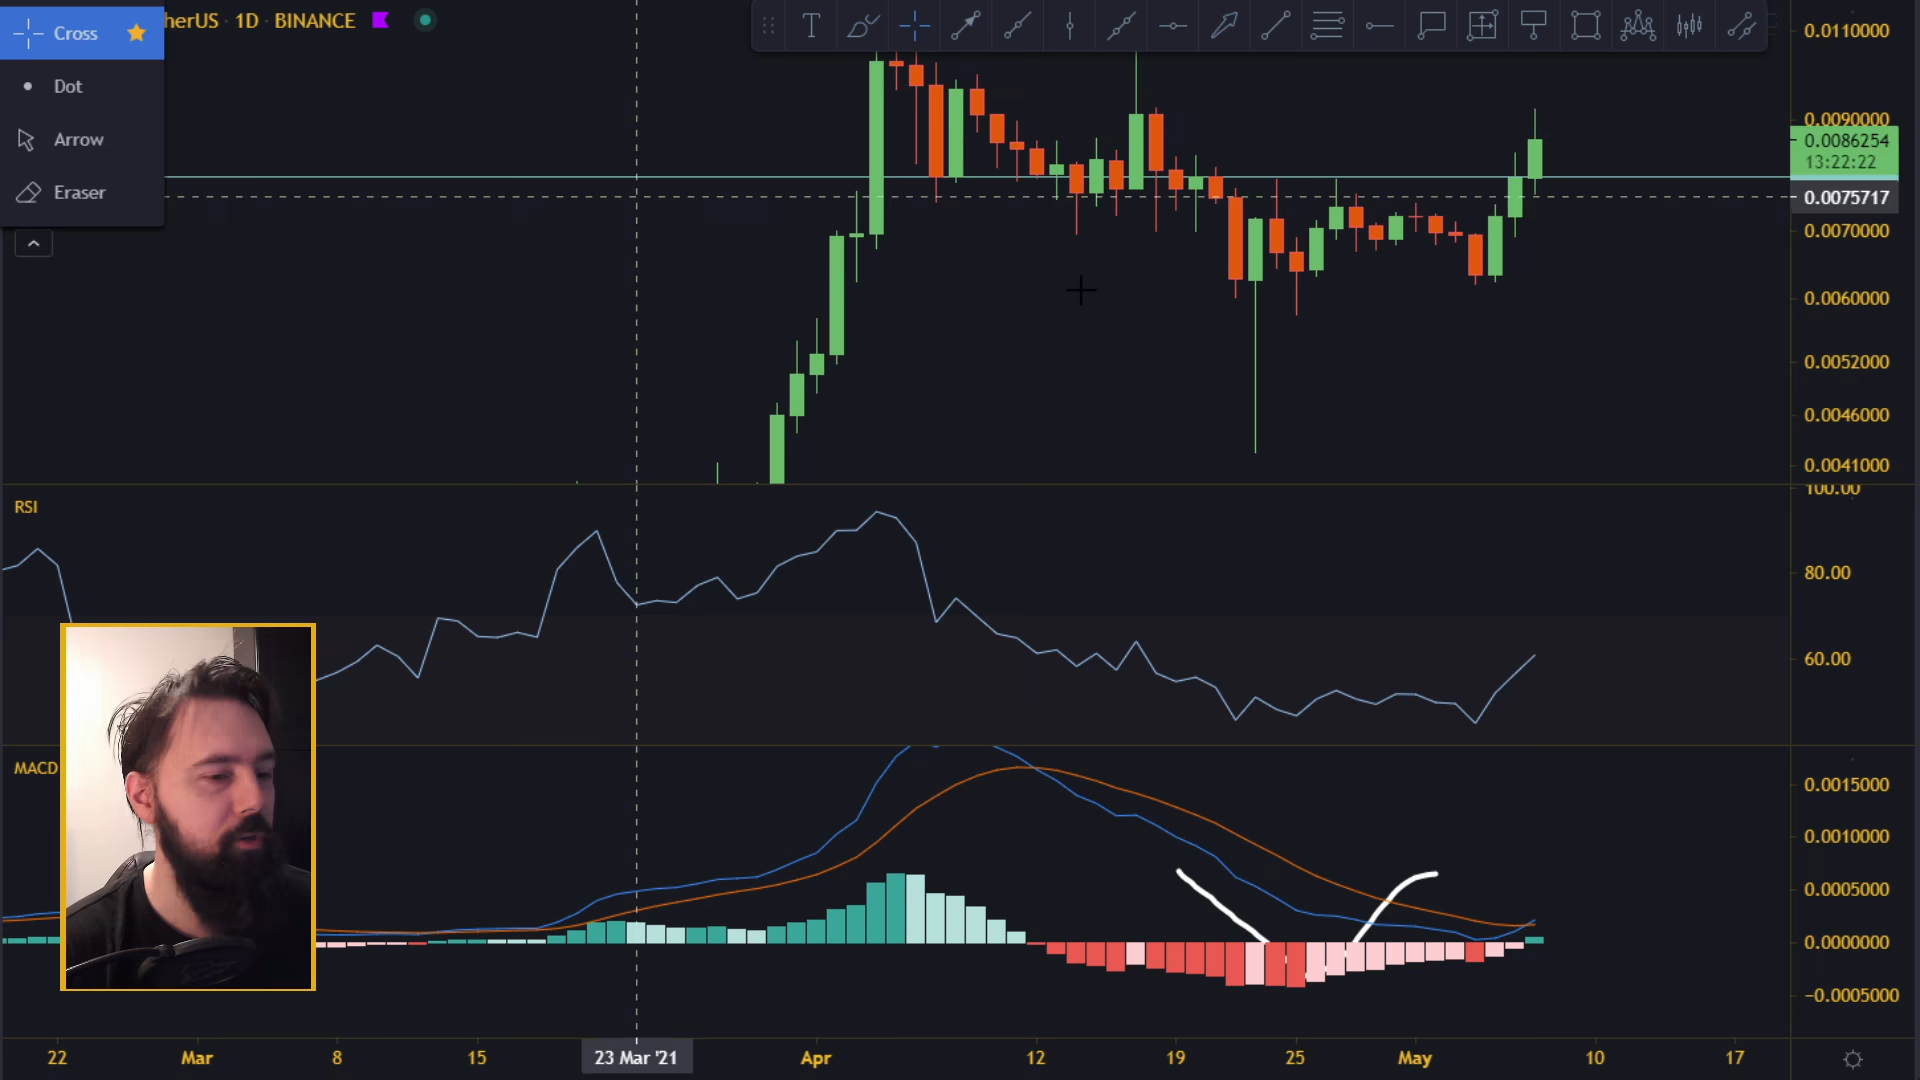 Cross
herUS · 1D · BINANCE
T
Dot
Arrow
Eraser
0.0110000
0.0090000
0.0086254
13:22:22
0.0075717
0.0070000
0.0060000
0.0052000
0.0046000
0.0041000
RSI
100.00
80.00
60.00
MACD
0.0015000
0.0010000
0.0005000
0.0000000
−0.0005000
22
Mar
8
15
23 Mar '21
Apr
12
19
25
May
10
17